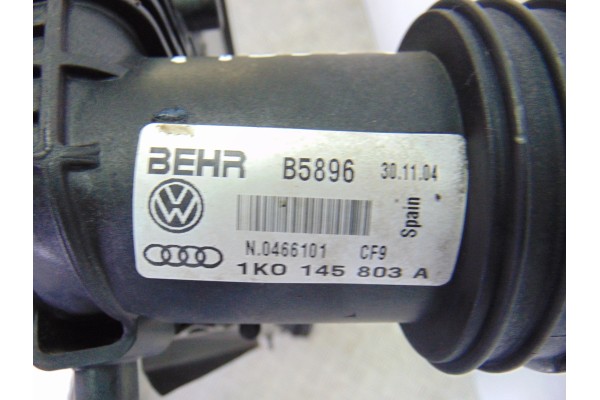 BEHR B5896 30.11.04
Spain
N.0466101 CF9
1K0 145 803 A